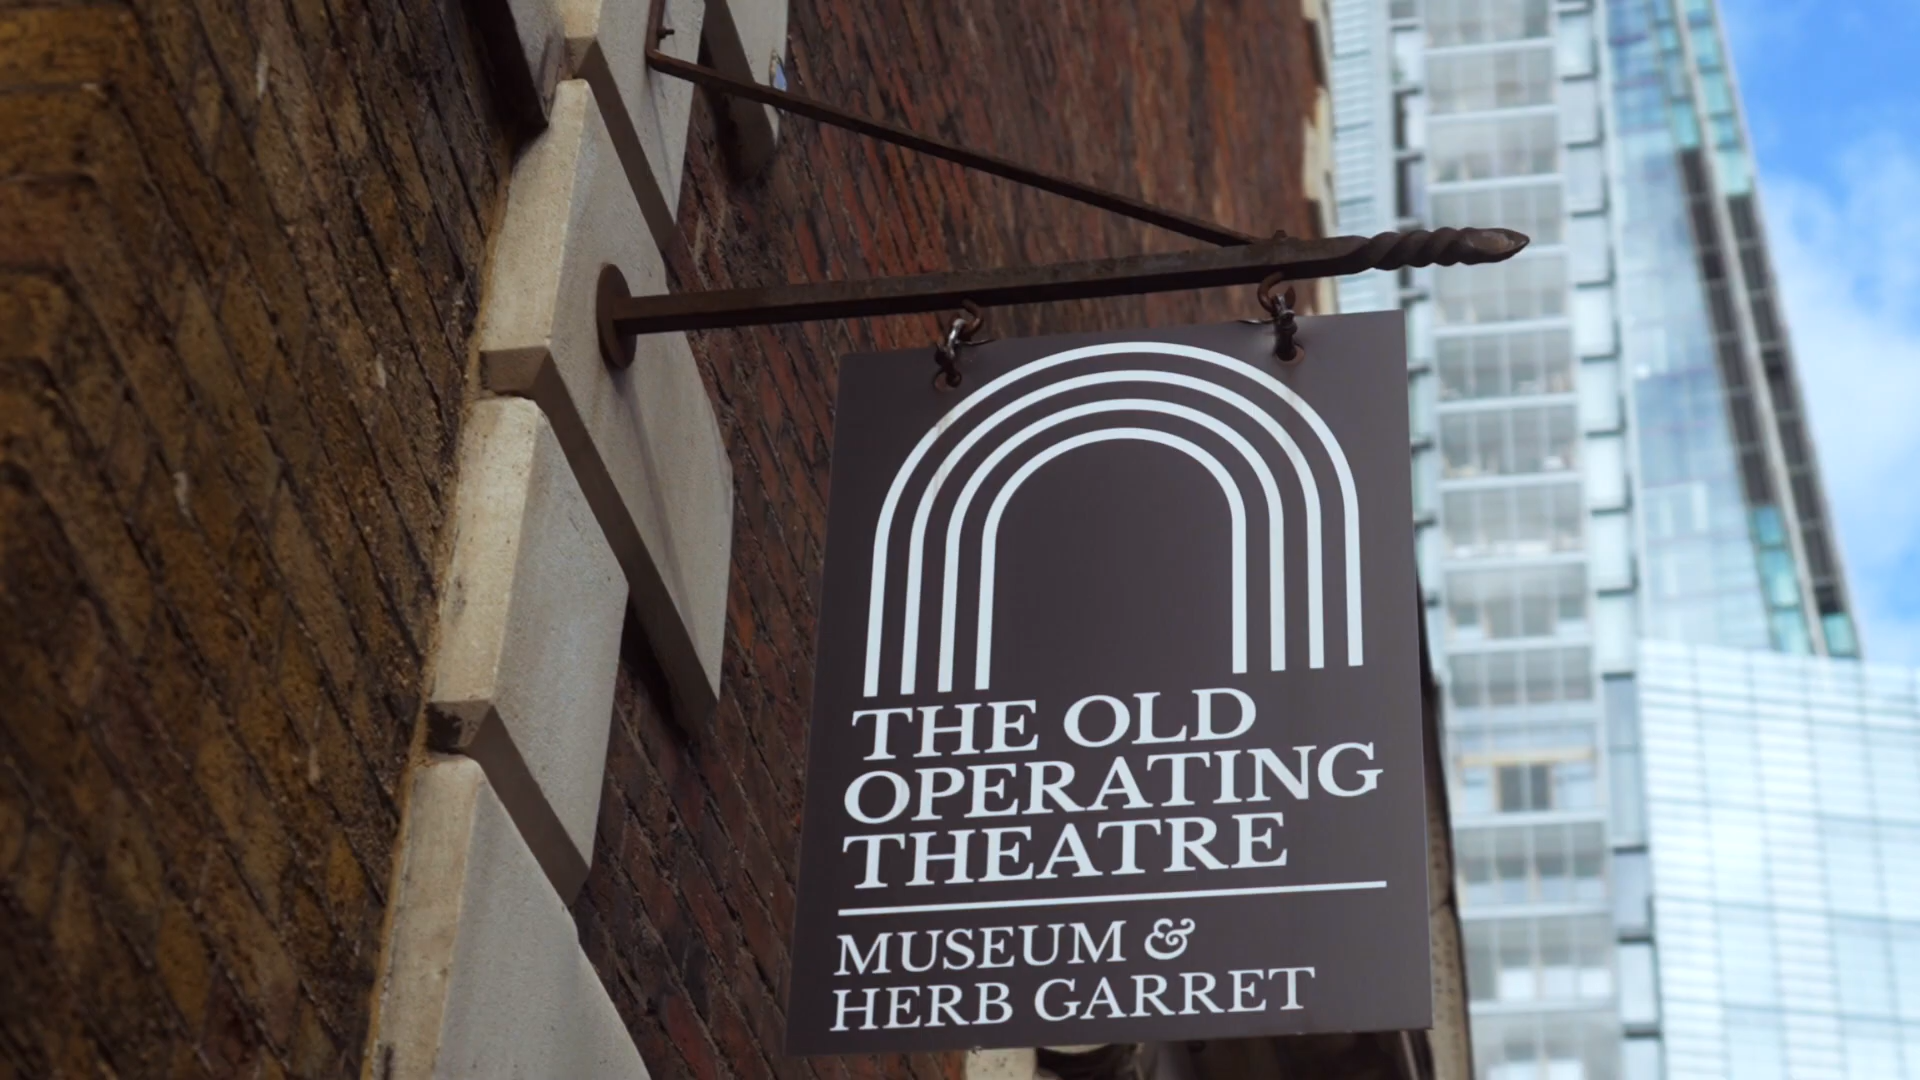 THE OLD
OPERATING
THEATRE
MUSEUM &
HERB GARRET